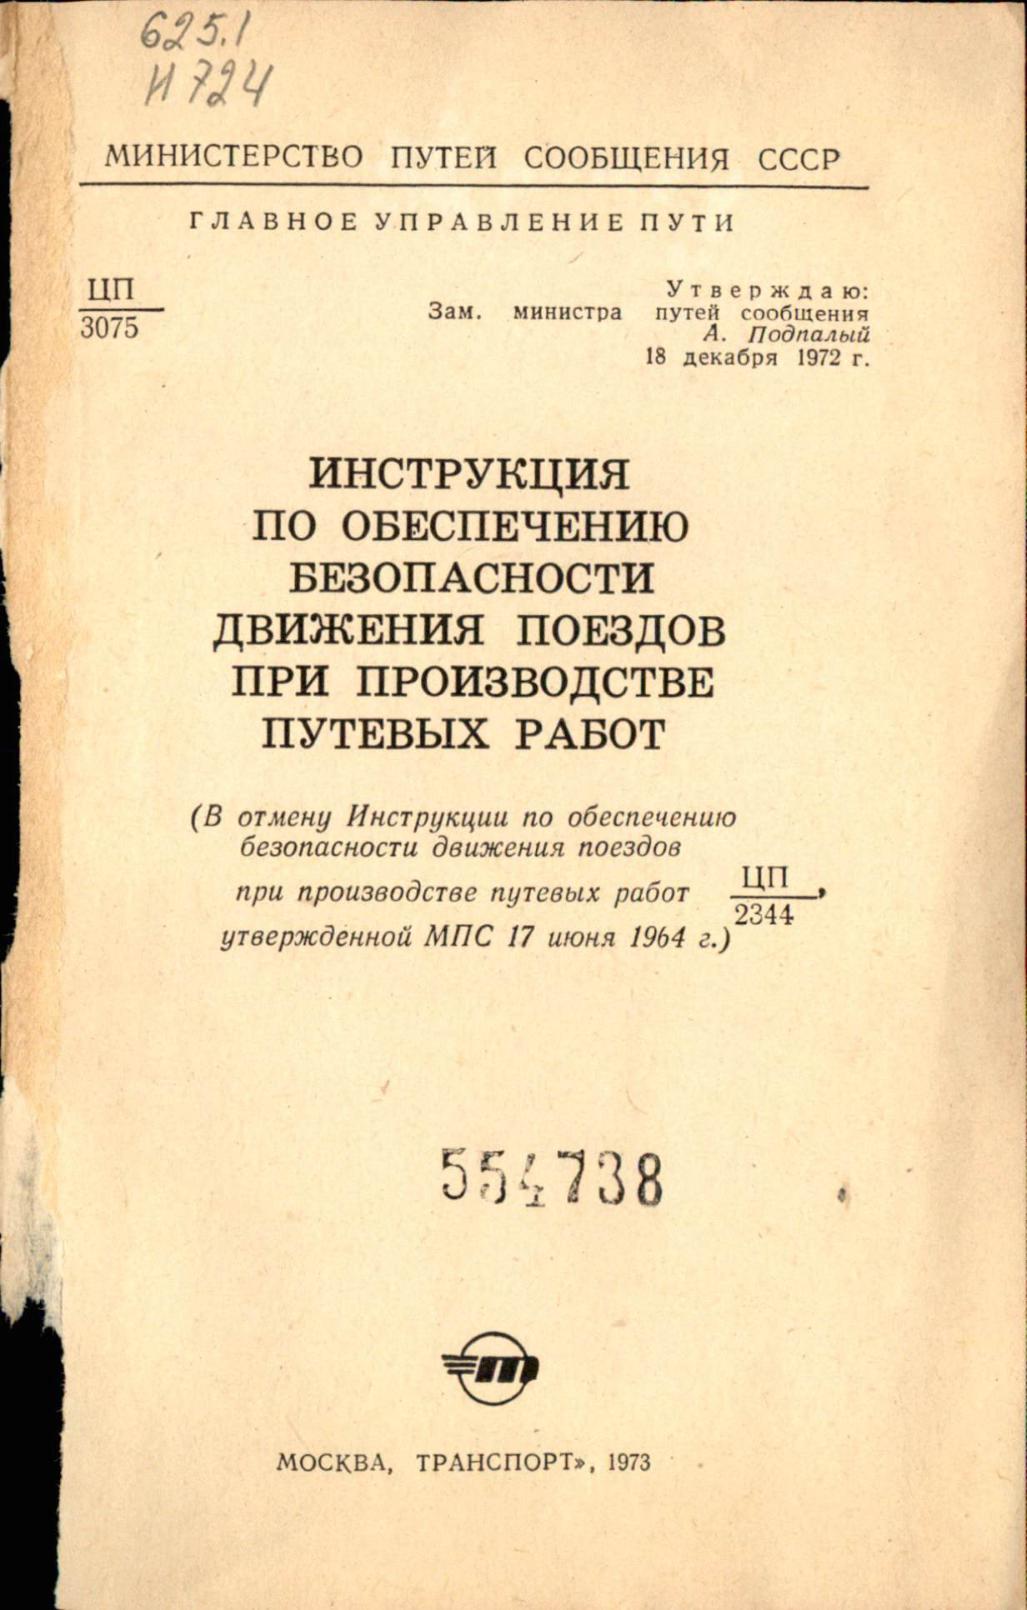 625.1
И 724
МИНИСТЕРСТВО ПУТЕЙ СООБЩЕНИЯ СССР
ГЛАВНОЕ УПРАВЛЕНИЕ ПУТИ
ЦП
3075
Утверждаю:
Зам. министра путей сообщения
А. Подпалый
18 декабря 1972 г.
ИНСТРУКЦИЯ
ПО ОБЕСПЕЧЕНИЮ
БЕЗОПАСНОСТИ
ДВИЖЕНИЯ ПОЕЗДОВ
ПРИ ПРОИЗВОДСТВЕ
ПУТЕВЫХ РАБОТ
(В отмену Инструкции по обеспечению
безопасности движения поездов
при производстве путевых работ ЦП
2344,
утвержденной МПС 17 июня 1964 г.)
554738
т
МОСКВА, ТРАНСПОРТ», 1973